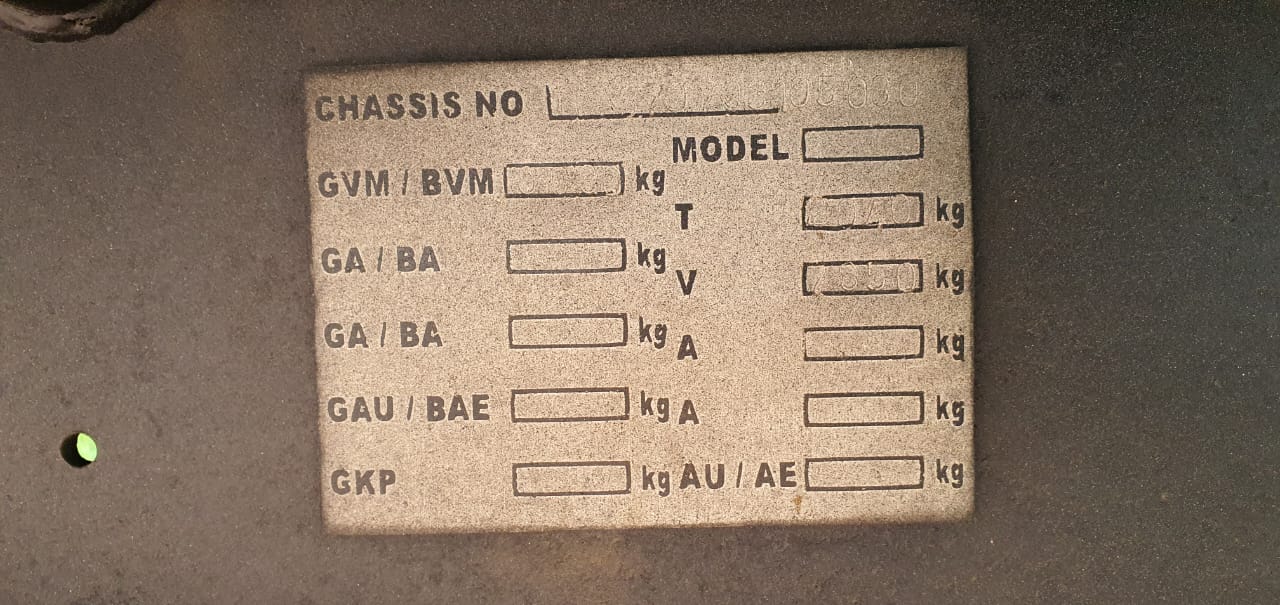 CHASSIS NO
MODEL
GVM / BVM kg
T kg
GA / BA kg
V kg
GA / BA kg
A kg
GAU / BAE kg
A kg
GKP kg
AU / AE kg